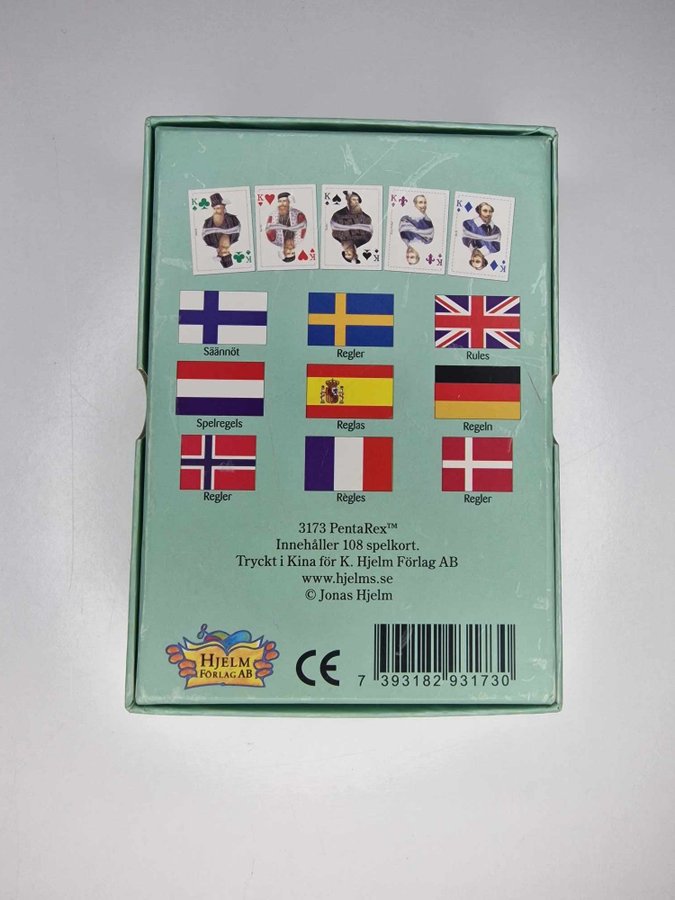 K K K K K
K K K K K
Säännöt Regler Rules
Spelregels Reglas Regeln
Regler Règles Regler
3173 PentaRex™
Innehåller 108 spelkort.
Tryckt i Kina för K. Hjelm Förlag AB
www.hjelms.se
© Jonas Hjelm
HJELM
FÖRLAG AB
CE
7 393182 931730